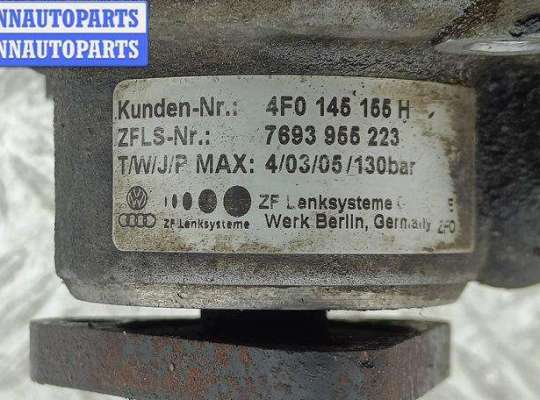 NNAUTOPARTS
NNAUTOPARTS
Kunden-Nr.: 4F0 145 155 H
ZFLS-Nr.: 7693 955 223
T/W/J/P MAX: 4/03/05/130bar
ZF Lenksysteme
ZF Lenksysteme
Werk Berlin, Germany